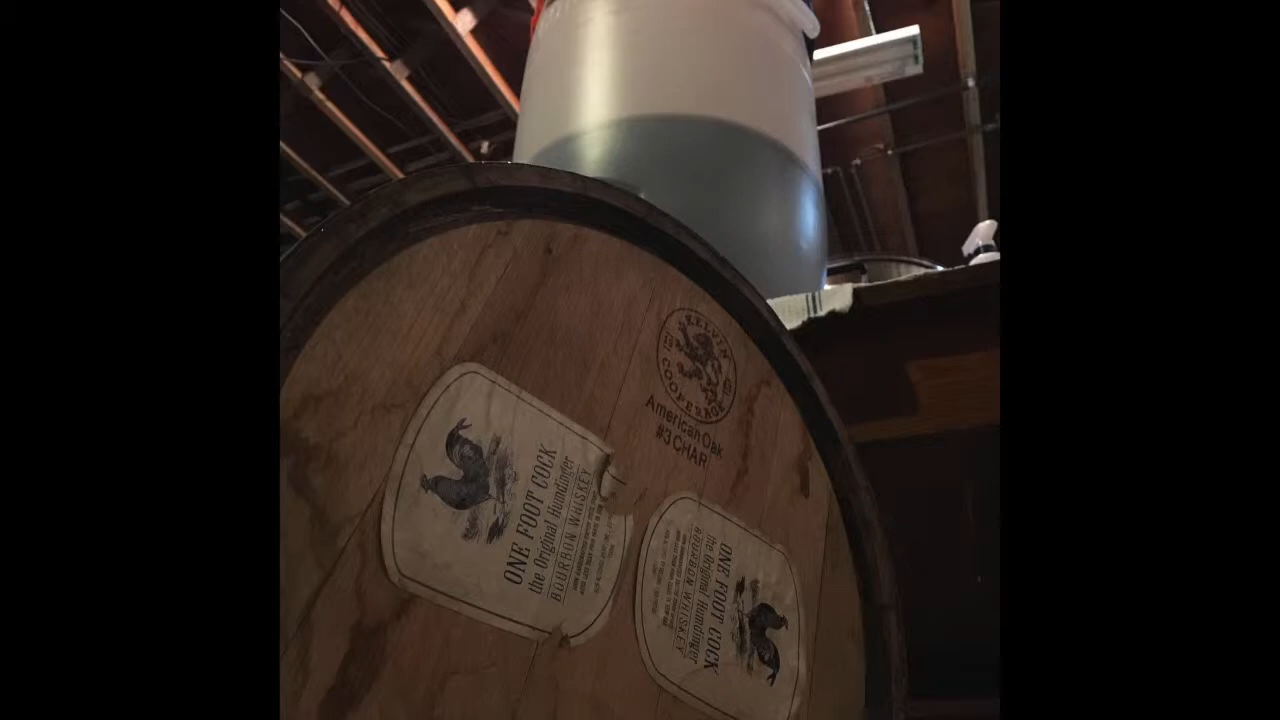 KELVIN
COOPERAGE
American Oak
#3 CHAR
ONE FOOT COCK
the Original Humdinger
BOURBON WHISKEY
ONE FOOT COCK
the Original Humdinger
BOURBON WHISKEY